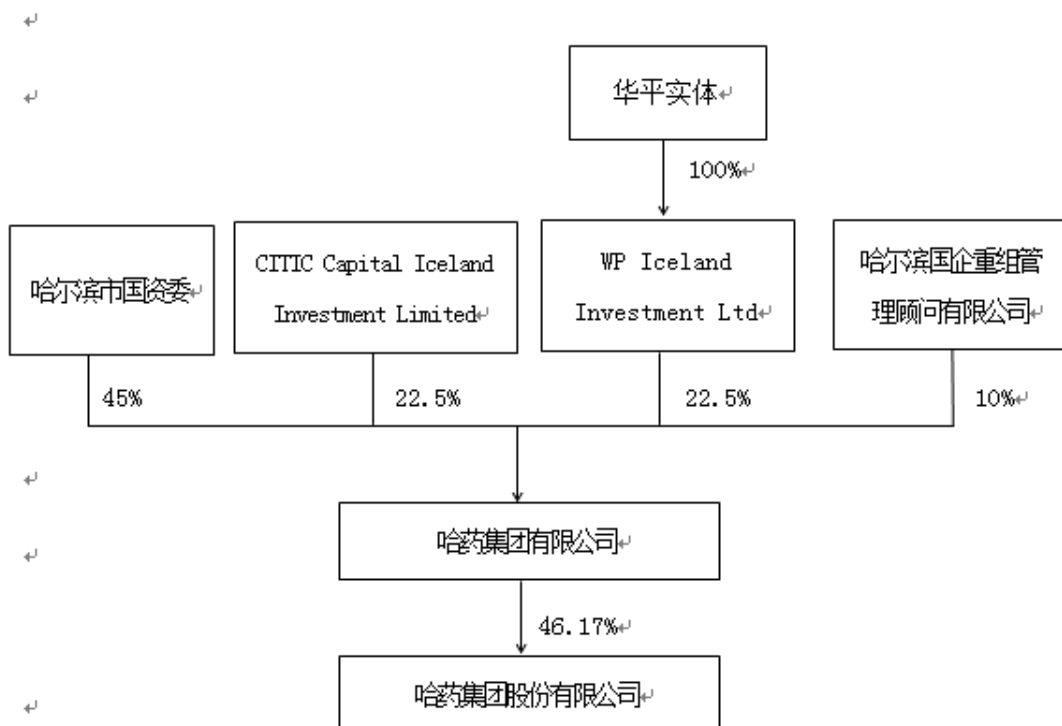 华平实体
100%
哈尔滨市国资委
CITIC Capital Iceland
Investment Limited
WP Iceland
Investment Ltd
哈尔滨国企重组管
理顾问有限公司
45%
22.5%
22.5%
10%
哈药集团有限公司
46.17%
哈药集团股份有限公司